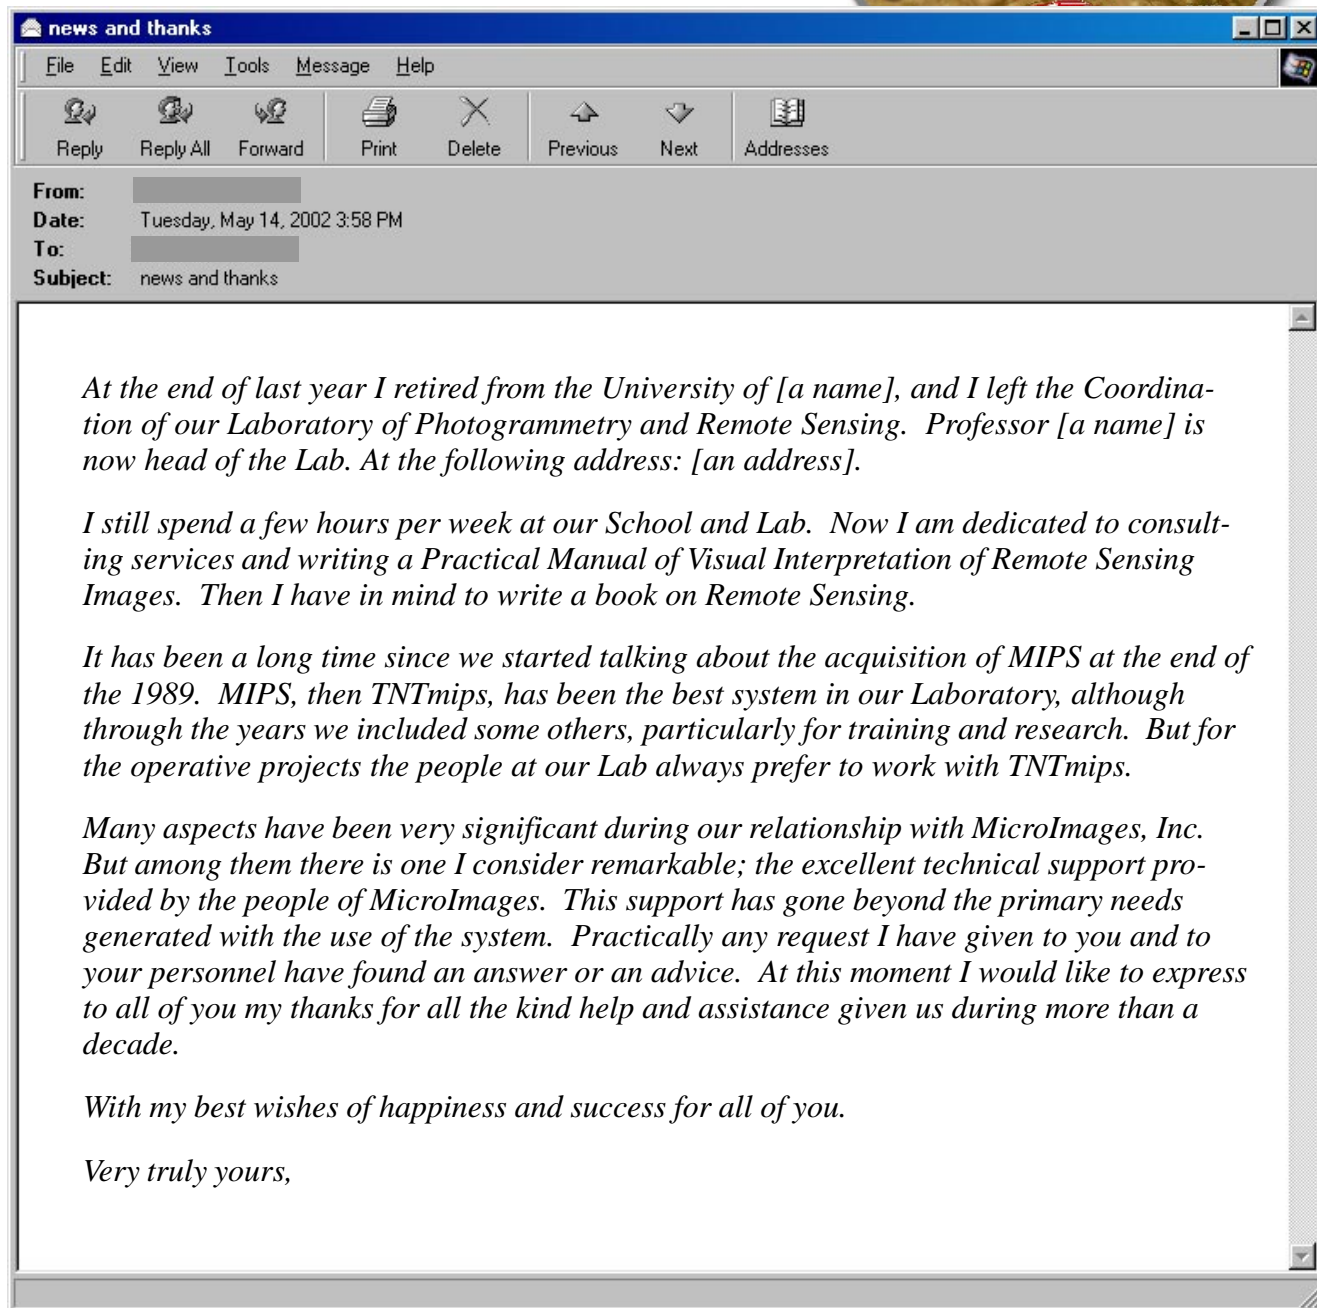 news and thanks
File Edit View Tools Message Help
Reply Reply All Forward Print Delete Previous Next Addresses
From:
Date: Tuesday, May 14, 2002 3:58 PM
To:
Subject: news and thanks
At the end of last year I retired from the University of [a name], and I left the Coordina-
tion of our Laboratory of Photogrammetry and Remote Sensing. Professor [a name] is
now head of the Lab. At the following address: [an address].
I still spend a few hours per week at our School and Lab. Now I am dedicated to consult-
ing services and writing a Practical Manual of Visual Interpretation of Remote Sensing
Images. Then I have in mind to write a book on Remote Sensing.
It has been a long time since we started talking about the acquisition of MIPS at the end of
the 1989. MIPS, then TNTmips, has been the best system in our Laboratory, although
through the years we included some others, particularly for training and research. But for
the operative projects the people at our Lab always prefer to work with TNTmips.
Many aspects have been very significant during our relationship with MicroImages, Inc.
But among them there is one I consider remarkable; the excellent technical support pro-
vided by the people of MicroImages. This support has gone beyond the primary needs
generated with the use of the system. Practically any request I have given to you and to
your personnel have found an answer or an advice. At this moment I would like to express
to all of you my thanks for all the kind help and assistance given us during more than a
decade.
With my best wishes of happiness and success for all of you.
Very truly yours,